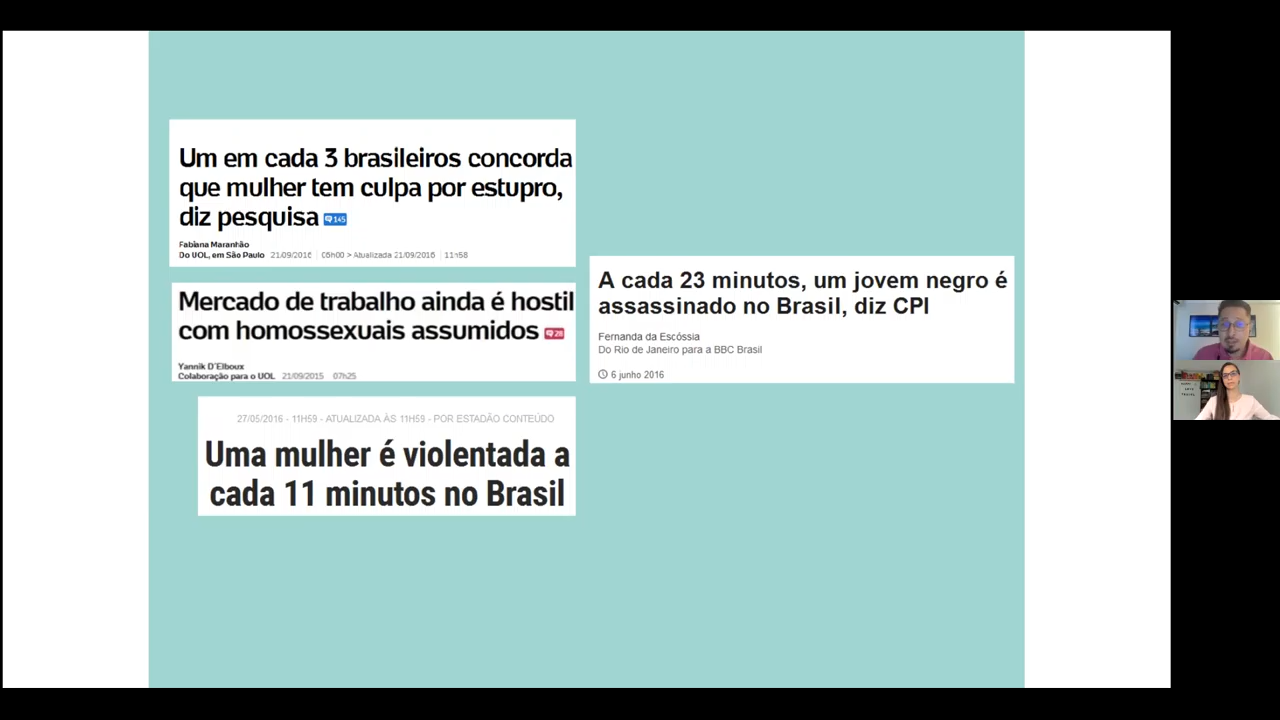 Um em cada 3 brasileiros concorda
que mulher tem culpa por estupro,
diz pesquisa 145
Fabiana Maranhão
Do UOL, em São Paulo 21/09/2016 | 06h00 > Atualizada 21/09/2016 | 11h58
Mercado de trabalho ainda é hostil
com homossexuais assumidos 28
Yannik D'Elboux
Colaboração para o UOL 21/09/2015 07h25
27/05/2016 - 11H59 - ATUALIZADA ÀS 11H59 - POR ESTADÃO CONTEÚDO
Uma mulher é violentada a
cada 11 minutos no Brasil
A cada 23 minutos, um jovem negro é
assassinado no Brasil, diz CPI
Fernanda da Escóssia
Do Rio de Janeiro para a BBC Brasil
6 junho 2016